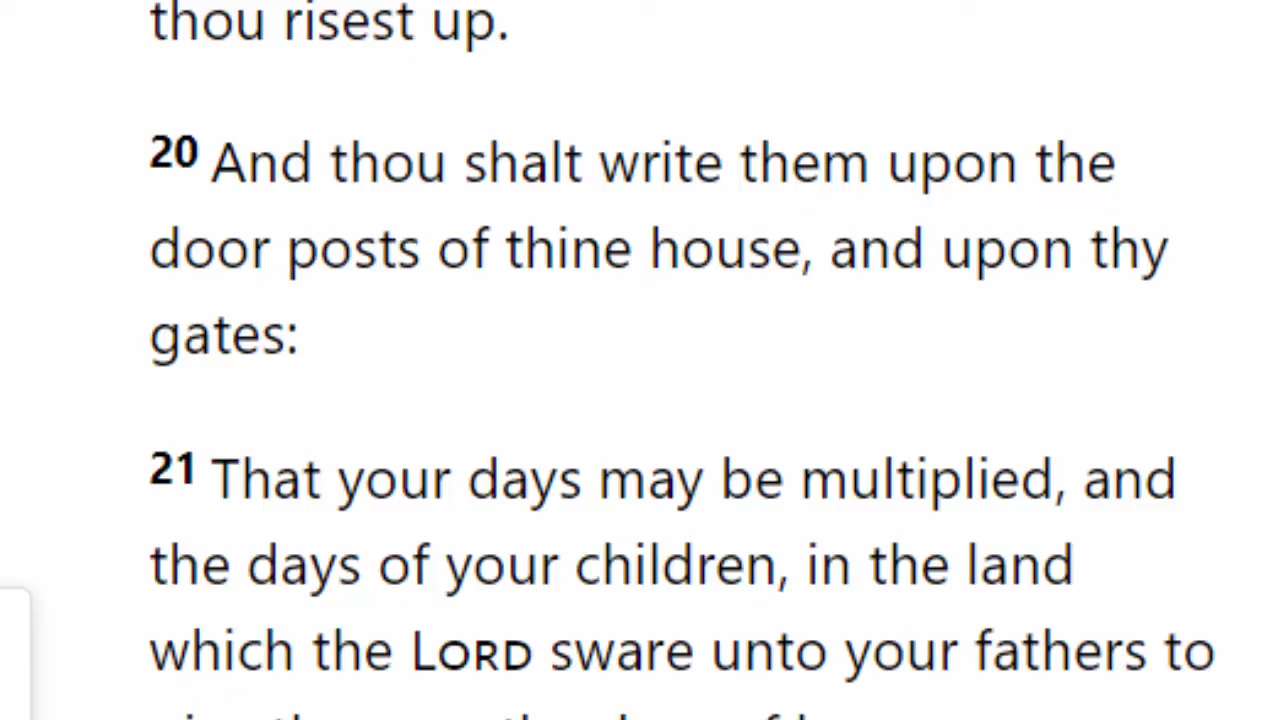 thou risest up.
20 And thou shalt write them upon the
door posts of thine house, and upon thy
gates:
21 That your days may be multiplied, and
the days of your children, in the land
which the LORD sware unto your fathers to